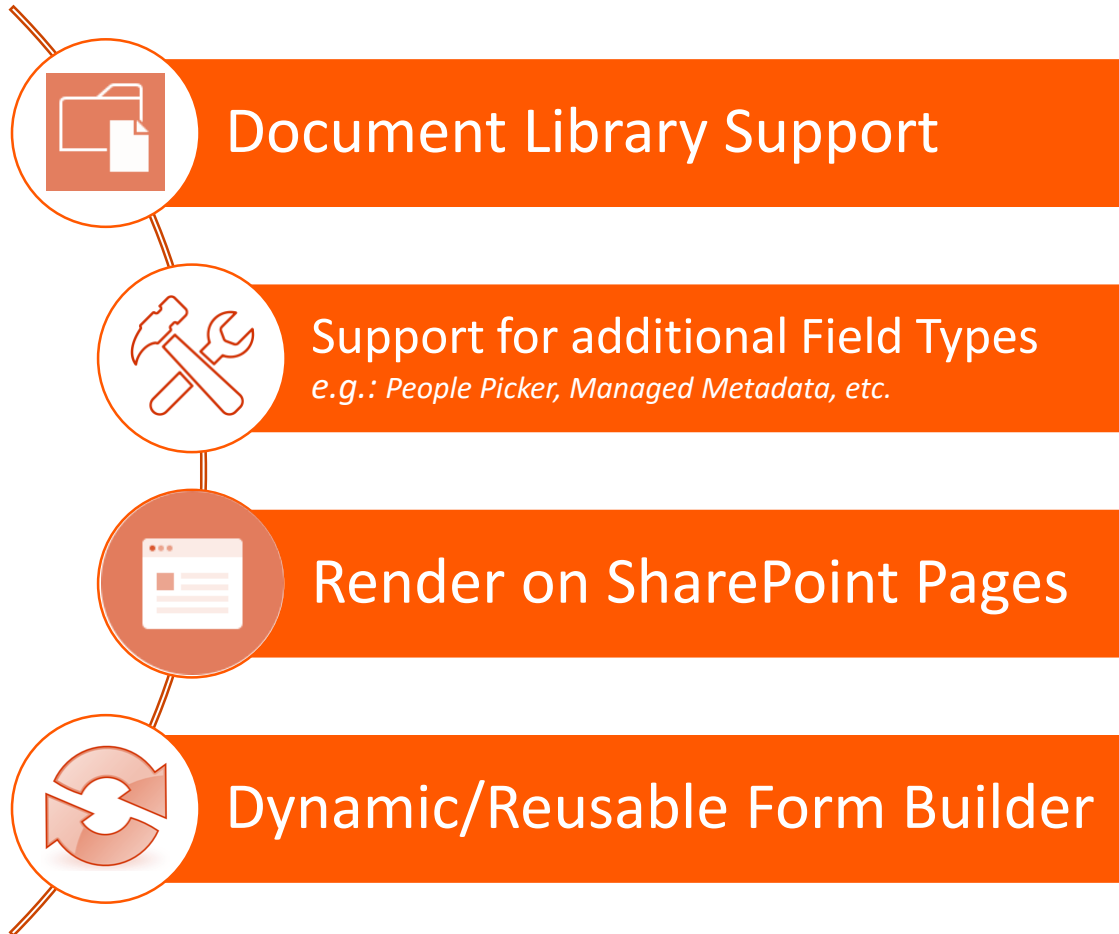 Document Library Support
Support for additional Field Types
e.g.: People Picker, Managed Metadata, etc.
Render on SharePoint Pages
Dynamic/Reusable Form Builder